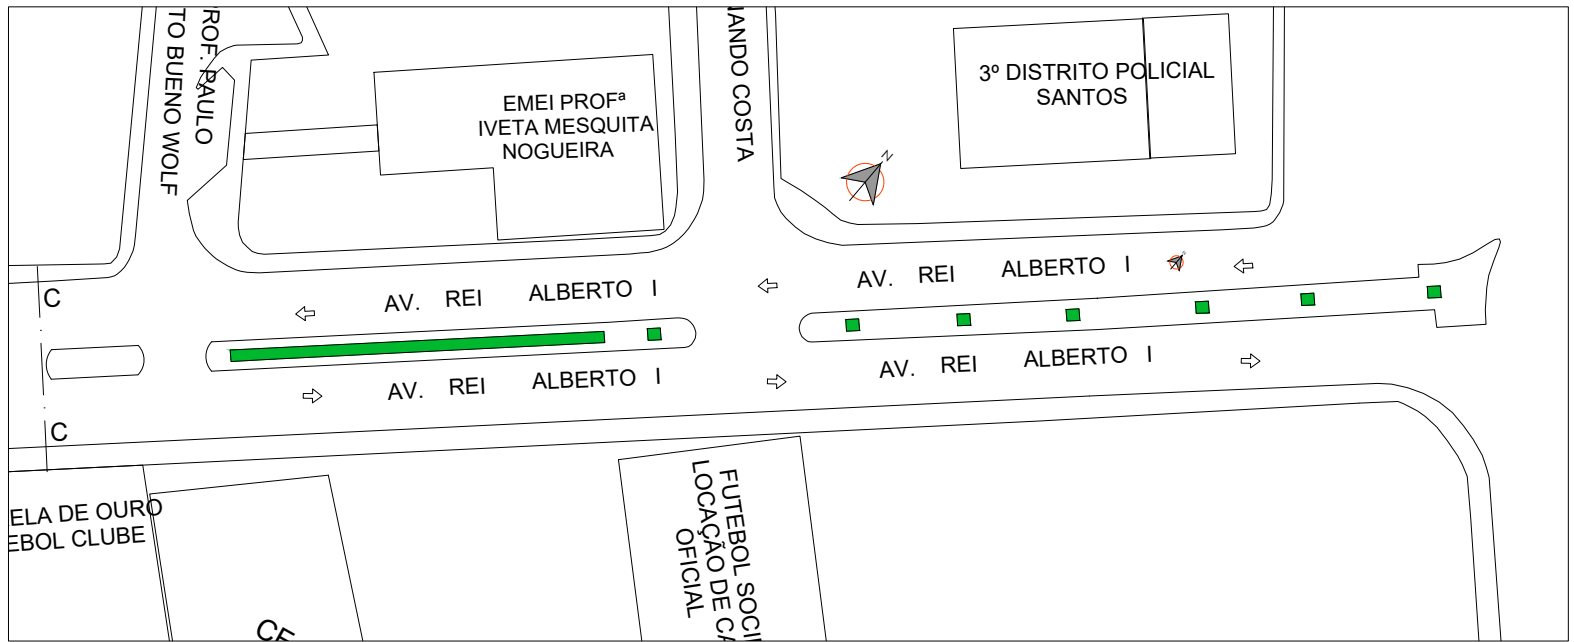 PROF. PAULO
TO BUENO WOLF
NANDO COSTA
EMEI PROFª
IVETA MESQUITA
NOGUEIRA
3º DISTRITO POLICIAL
SANTOS
N
N
C
AV. REI ALBERTO I
AV. REI ALBERTO I
C
AV. REI ALBERTO I
AV. REI ALBERTO I
ELA DE OURO
EBOL CLUBE
CE
FUTEBOL SOCI
LOCAÇÃO DE CA
OFICIAL